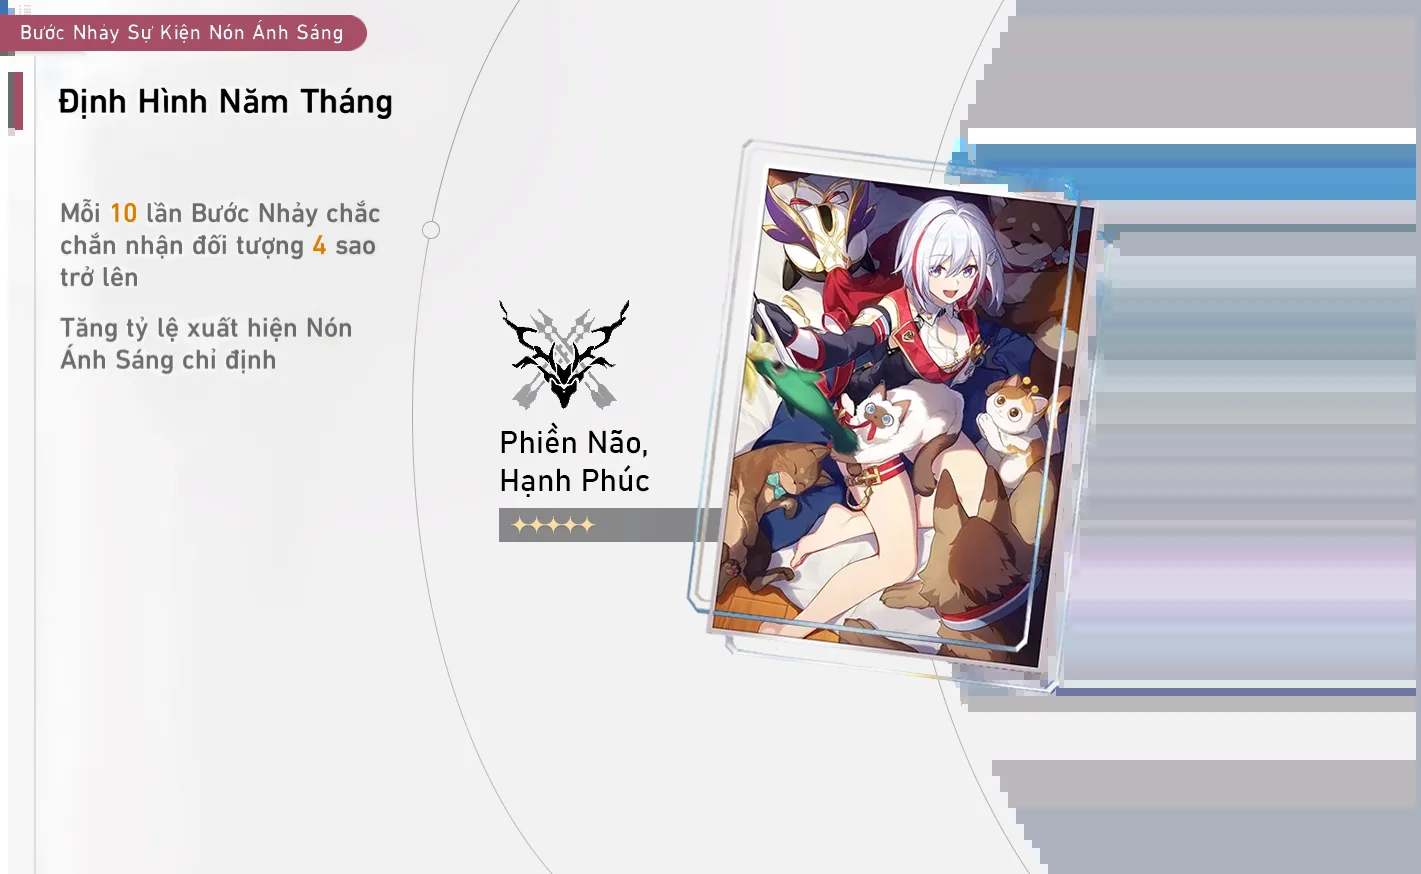 Bước Nhảy Sự Kiện Nón Ánh Sáng
Định Hình Năm Tháng
Mỗi 10 lần Bước Nhảy chắc
chắn nhận đối tượng 4 sao
trở lên
Tăng tỷ lệ xuất hiện Nón
Ánh Sáng chỉ định
Phiền Não,
Hạnh Phúc